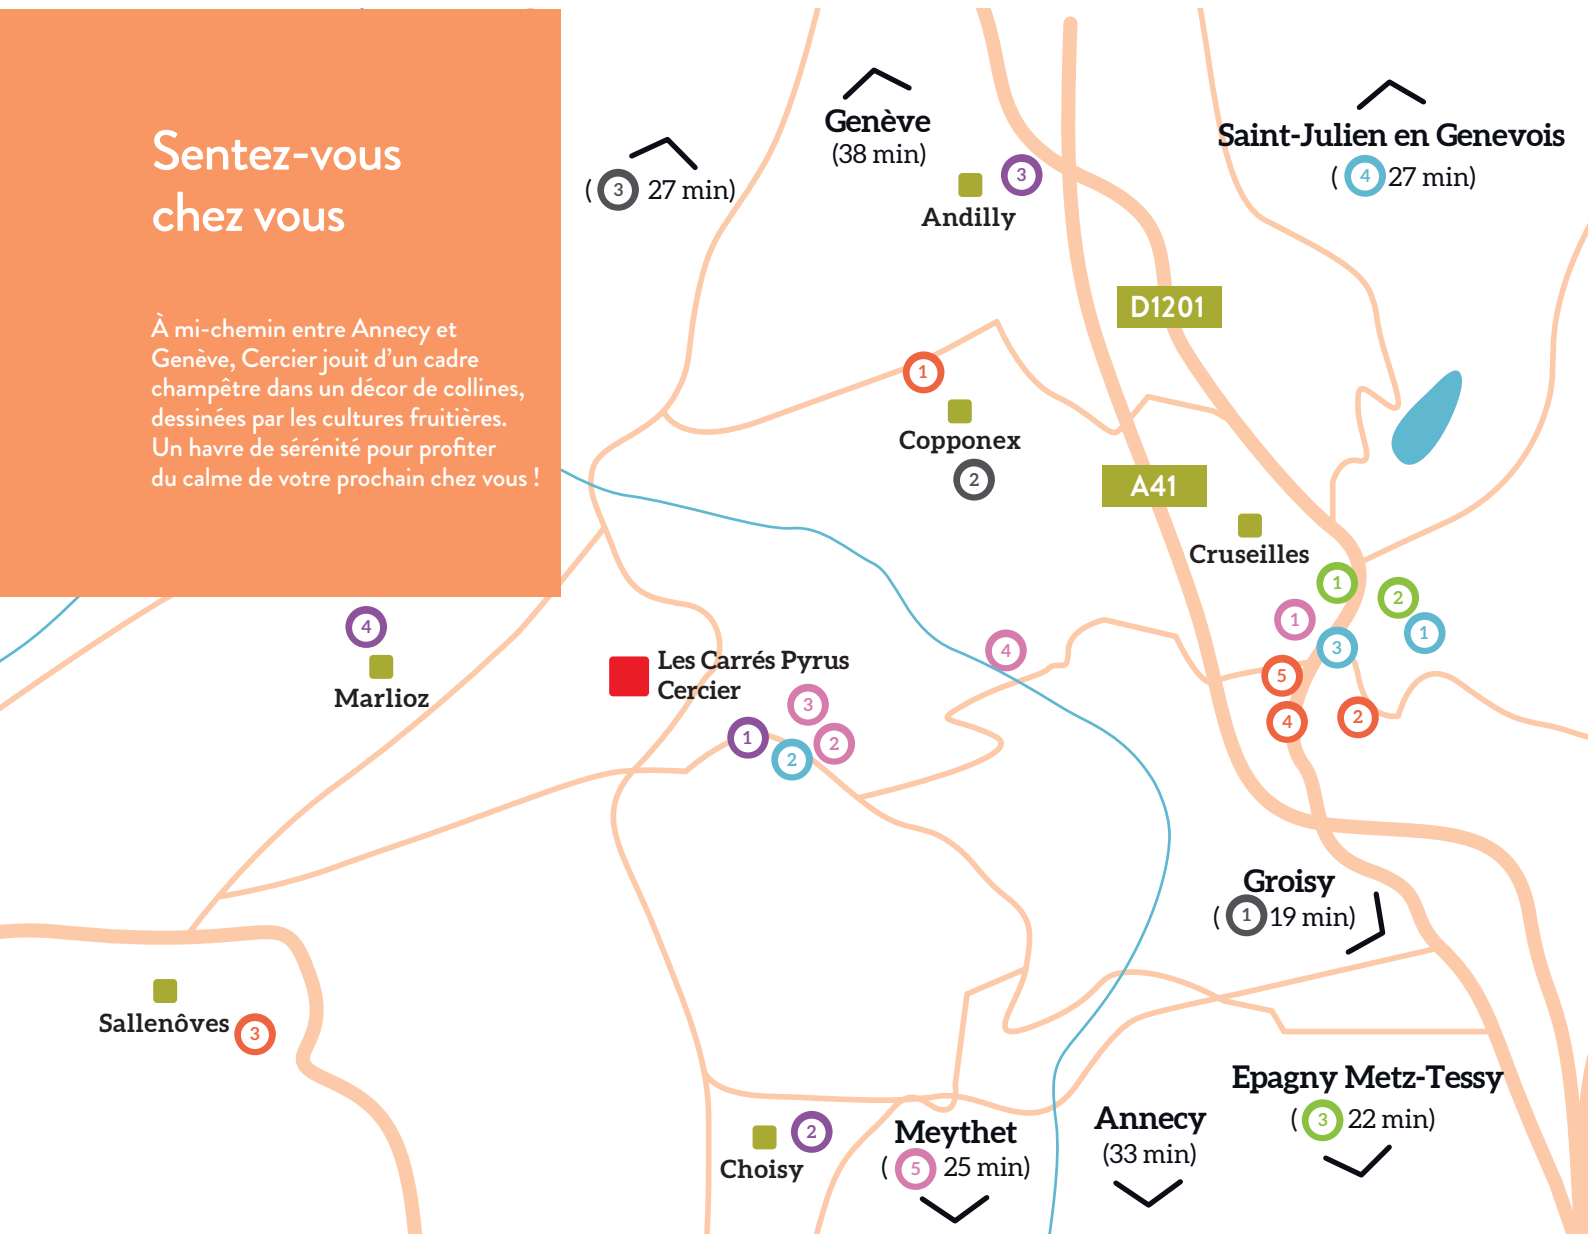 Sentez-vous
chez vous
À mi-chemin entre Annecy et
Genève, Cercier jouit d'un cadre
champêtre dans un décor de collines,
dessinées par les cultures fruitières.
Un havre de sérénité pour profiter
du calme de votre prochain chez vous !
Genève
(38 min)
Saint-Julien en Genevois
( 4 27 min)
( 3 27 min)
3
Andilly
D1201
1
Copponex
2
A41
Cruseilles
1
2
1
1
3
5
4
2
4
Marlioz
4
Les Carrés Pyrus
Cercier
3
1
2
2
Groisy
( 1 19 min)
Sallenôves
3
Epagny Metz-Tessy
( 3 22 min)
Annecy
(33 min)
Meythet
( 5 25 min)
2
Choisy